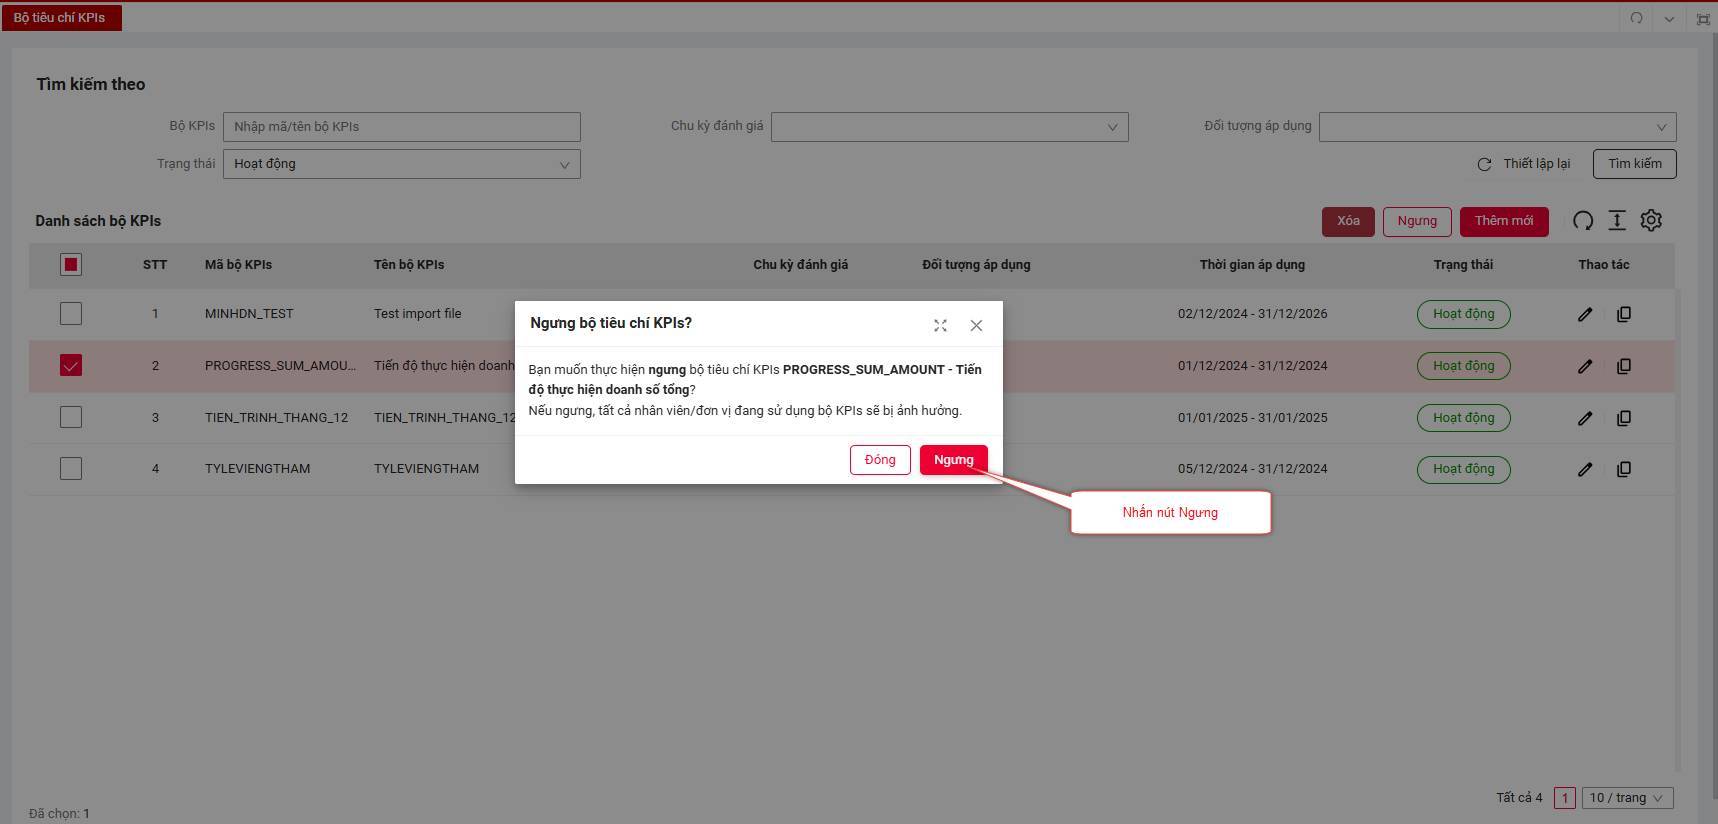 Bộ tiêu chí KPIs
Tìm kiếm theo
Bộ KPIs Nhập mã/tên bộ KPIs Chu kỳ đánh giá Đối tượng áp dụng
Trạng thái Hoạt động Thiết lập lại Tìm kiếm
Danh sách bộ KPIs Xóa Ngưng Thêm mới
STT Mã bộ KPIs Tên bộ KPIs Chu kỳ đánh giá Đối tượng áp dụng Thời gian áp dụng Trạng thái Thao tác
1 MINHDN_TEST Test import file 02/12/2024 - 31/12/2026 Hoạt động
2 PROGRESS_SUM_AMOU... Tiến độ thực hiện doanh 01/12/2024 - 31/12/2024 Hoạt động
3 TIEN_TRINH_THANG_12 TIEN_TRINH_THANG_12 01/01/2025 - 31/01/2025 Hoạt động
4 TYLEVIENGTHAM TYLEVIENGTHAM 05/12/2024 - 31/12/2024 Hoạt động
Ngưng bộ tiêu chí KPIs?
Bạn muốn thực hiện ngưng bộ tiêu chí KPIs PROGRESS_SUM_AMOUNT - Tiến
độ thực hiện doanh số tổng?
Nếu ngưng, tất cả nhân viên/đơn vị đang sử dụng bộ KPIs sẽ bị ảnh hưởng.
Đóng Ngưng
Nhấn nút Ngưng
Tất cả 4 1 10 / trang
Đã chọn: 1